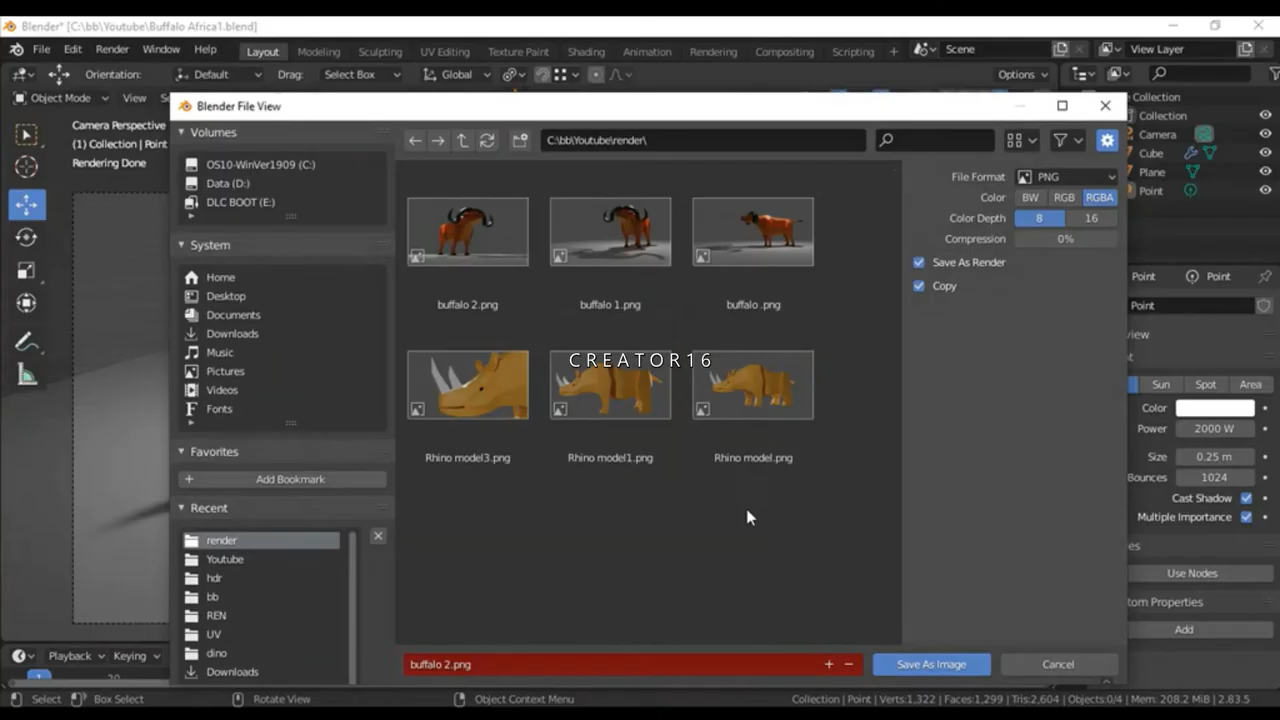 Blender* [C:\bb\Youtube\Buffalo Africa1.blend]
File Edit Render Window Help Layout Modeling Sculpting UV Editing Texture Paint Shading Animation Rendering Compositing Scripting + Scene View Layer
Orientation: Default Drag: Select Box Global Options
Object Mode View
Camera Perspective
(1) Collection | Point
Rendering Done
Blender File View
Volumes
OS10-WinVer1909 (C:)
Data (D:)
DLC BOOT (E:)
System
Home
Desktop
Documents
Downloads
Music
Pictures
Videos
Fonts
Favorites
Add Bookmark
Recent
render
Youtube
hdr
bb
REN
UV
dino
Downloads
C:\bb\Youtube\render\
buffalo 2.png buffalo 1.png buffalo .png
CREATOR16
Rhino model3.png Rhino model1.png Rhino model.png
buffalo 2.png + − Save As Image Cancel
File Format PNG
Color BW RGB RGBA
Color Depth 8 16
Compression 0%
Save As Render
Copy
Collection
Collection
Camera
Cube
Plane
Point
Point Point
Point
Sun Spot Area
Color
Power 2000 W
Size 0.25 m
Bounces 1024
Cast Shadow
Multiple Importance
Use Nodes
Add
Playback Keying
20
Select Box Select Rotate View Object Context Menu Collection | Point | Verts:1,322 | Faces:1,299 | Tris:2,604 | Objects:0/4 | Mem: 208.2 MiB | 2.83.5